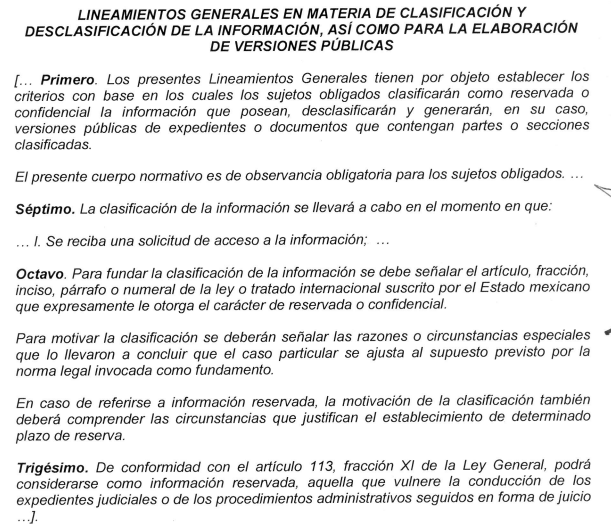 LINEAMIENTOS GENERALES EN MATERIA DE CLASIFICACIÓN Y
DESCLASIFICACIÓN DE LA INFORMACIÓN, ASÍ COMO PARA LA ELABORACIÓN
DE VERSIONES PÚBLICAS
[… Primero. Los presentes Lineamientos Generales tienen por objeto establecer los
criterios con base en los cuales los sujetos obligados clasificarán como reservada o
confidencial la información que posean, desclasificarán y generarán, en su caso,
versiones públicas de expedientes o documentos que contengan partes o secciones
clasificadas.
El presente cuerpo normativo es de observancia obligatoria para los sujetos obligados. …
Séptimo. La clasificación de la información se llevará a cabo en el momento en que:
… I. Se reciba una solicitud de acceso a la información; …
Octavo. Para fundar la clasificación de la información se debe señalar el artículo, fracción,
inciso, párrafo o numeral de la ley o tratado internacional suscrito por el Estado mexicano
que expresamente le otorga el carácter de reservada o confidencial.
Para motivar la clasificación se deberán señalar las razones o circunstancias especiales
que lo llevaron a concluir que el caso particular se ajusta al supuesto previsto por la
norma legal invocada como fundamento.
En caso de referirse a información reservada, la motivación de la clasificación también
deberá comprender las circunstancias que justifican el establecimiento de determinado
plazo de reserva.
Trigésimo. De conformidad con el artículo 113, fracción XI de la Ley General, podrá
considerarse como información reservada, aquella que vulnere la conducción de los
expedientes judiciales o de los procedimientos administrativos seguidos en forma de juicio
…].